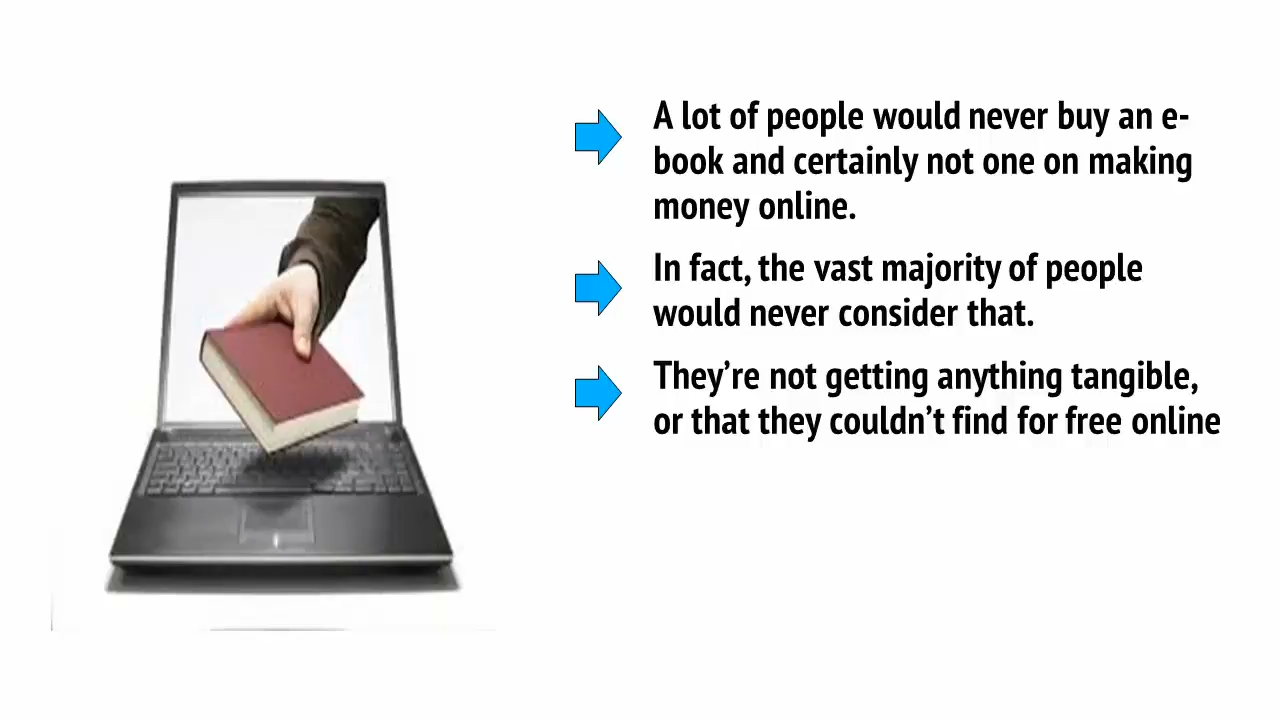 A lot of people would never buy an e-
book and certainly not one on making
money online.
In fact, the vast majority of people
would never consider that.
They’re not getting anything tangible,
or that they couldn’t find for free online